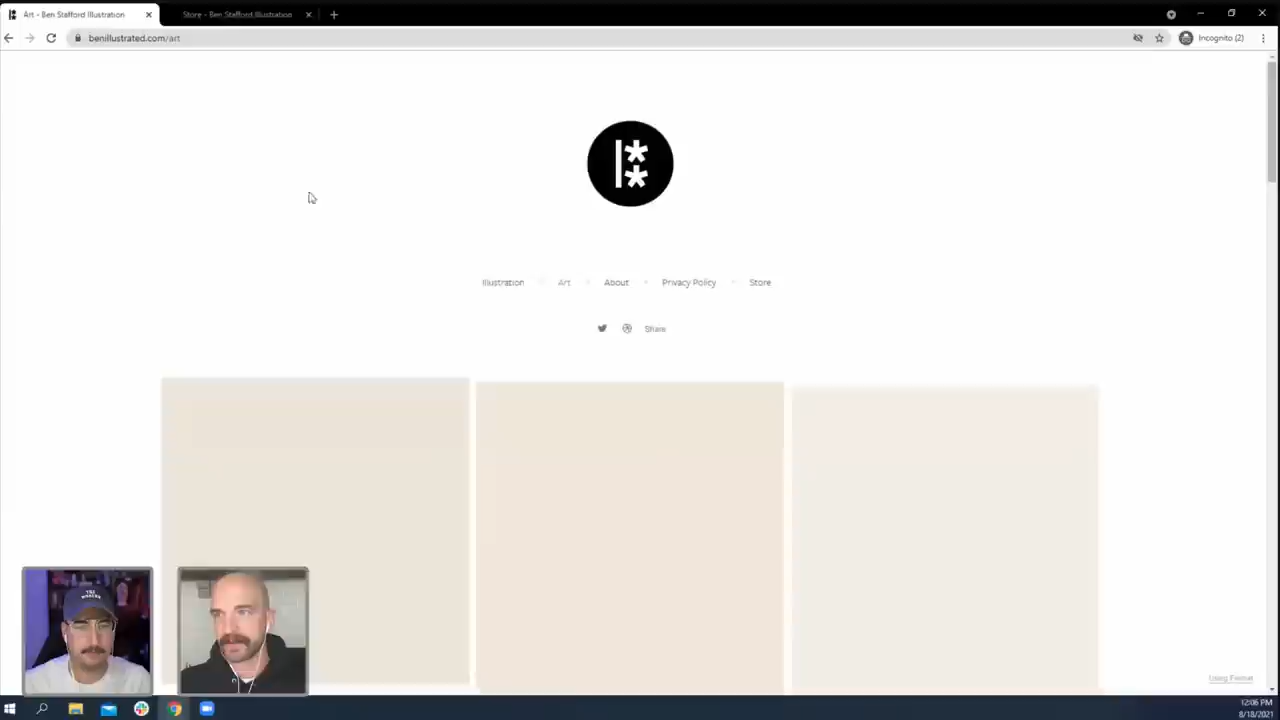 Art - Ben Stafford Illustration
Store - Ben Stafford Illustration
benillustrated.com/art
Incognito (2)
Illustration
Art
About
Privacy Policy
Store
Share
Using Format
12:06 PM
8/18/2021